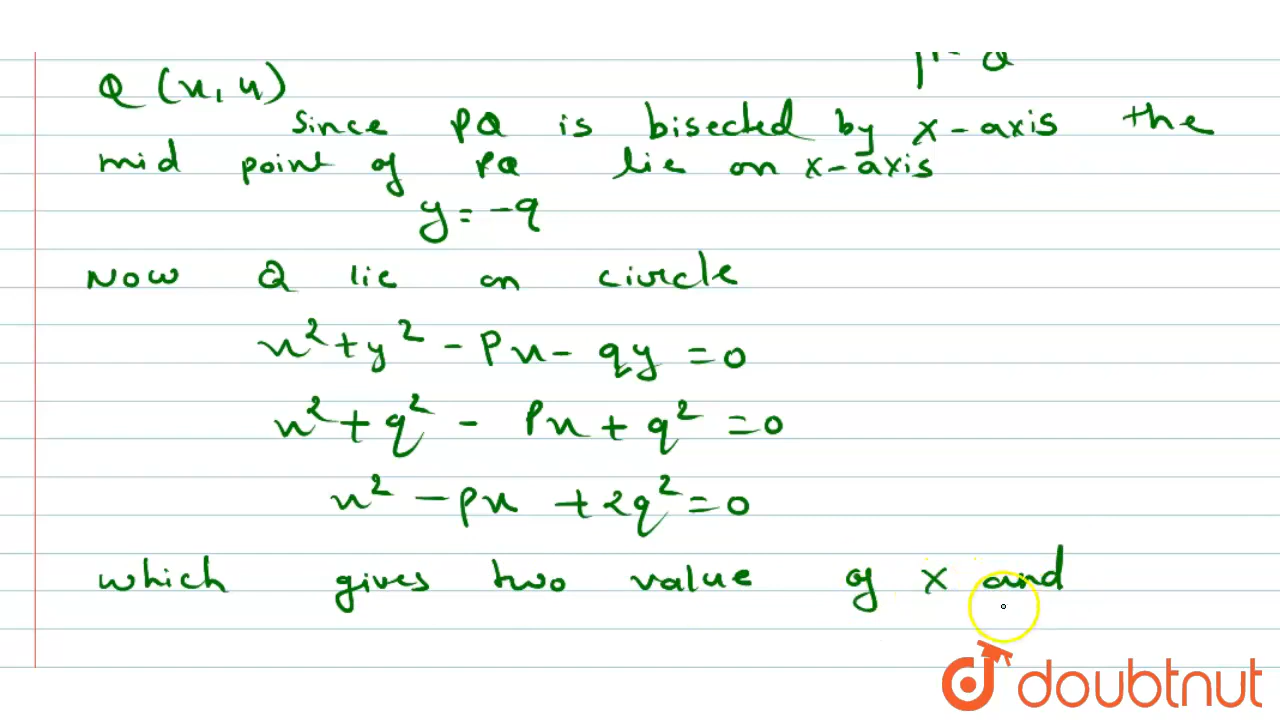 Q (x, y)
Since PQ is bisected by x-axis the
mid point of PQ lie on x-axis
y = -q
Now Q lie on circle
x² + y² - px - qy = 0
x² + q² - px + q² = 0
x² - px + 2q² = 0
which gives two value of x and
doubtnut